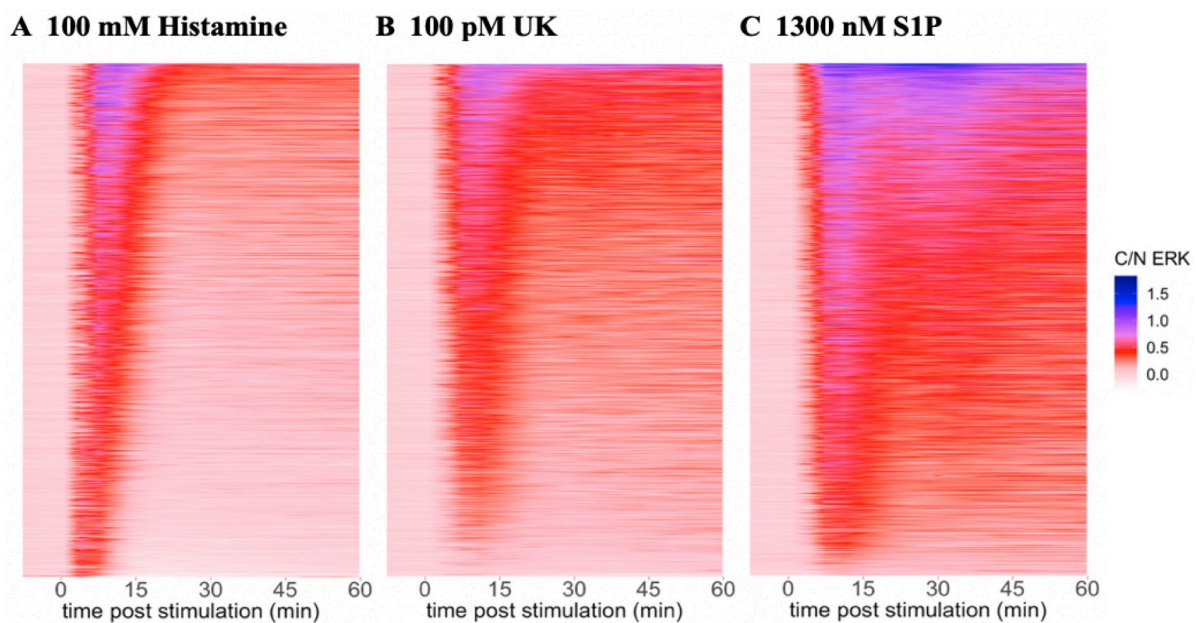 A 100 mM Histamine
B 100 pM UK
C 1300 nM S1P
C/N ERK
1.5
1.0
0.5
0.0
0 15 30 45 60
0 15 30 45 60
0 15 30 45 60
time post stimulation (min)
time post stimulation (min)
time post stimulation (min)